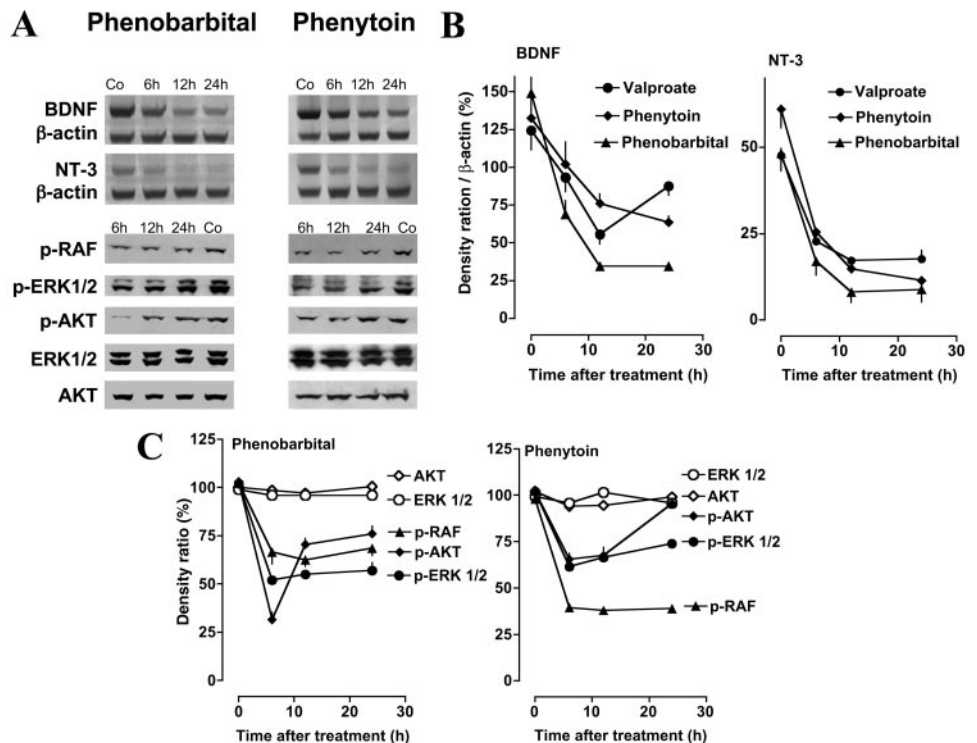 A Phenobarbital Phenytoin
Co 6h 12h 24h Co 6h 12h 24h
BDNF
β-actin
NT-3
β-actin
6h 12h 24h Co 6h 12h 24h Co
p-RAF
p-ERK1/2
p-AKT
ERK1/2
AKT
B
BDNF
Density ration / β-actin (%)
150
125
100
75
50
25
0
Valproate
Phenytoin
Phenobarbital
0 10 20 30
Time after treatment (h)
NT-3
50
25
0
Valproate
Phenytoin
Phenobarbital
0 10 20 30
Time after treatment (h)
C
Phenobarbital
Density ratio (%)
125
100
75
50
25
0
AKT
ERK 1/2
p-RAF
p-AKT
p-ERK 1/2
0 10 20 30
Time after treatment (h)
Phenytoin
125
100
75
50
25
0
ERK 1/2
AKT
p-AKT
p-ERK 1/2
p-RAF
0 10 20 30
Time after treatment (h)